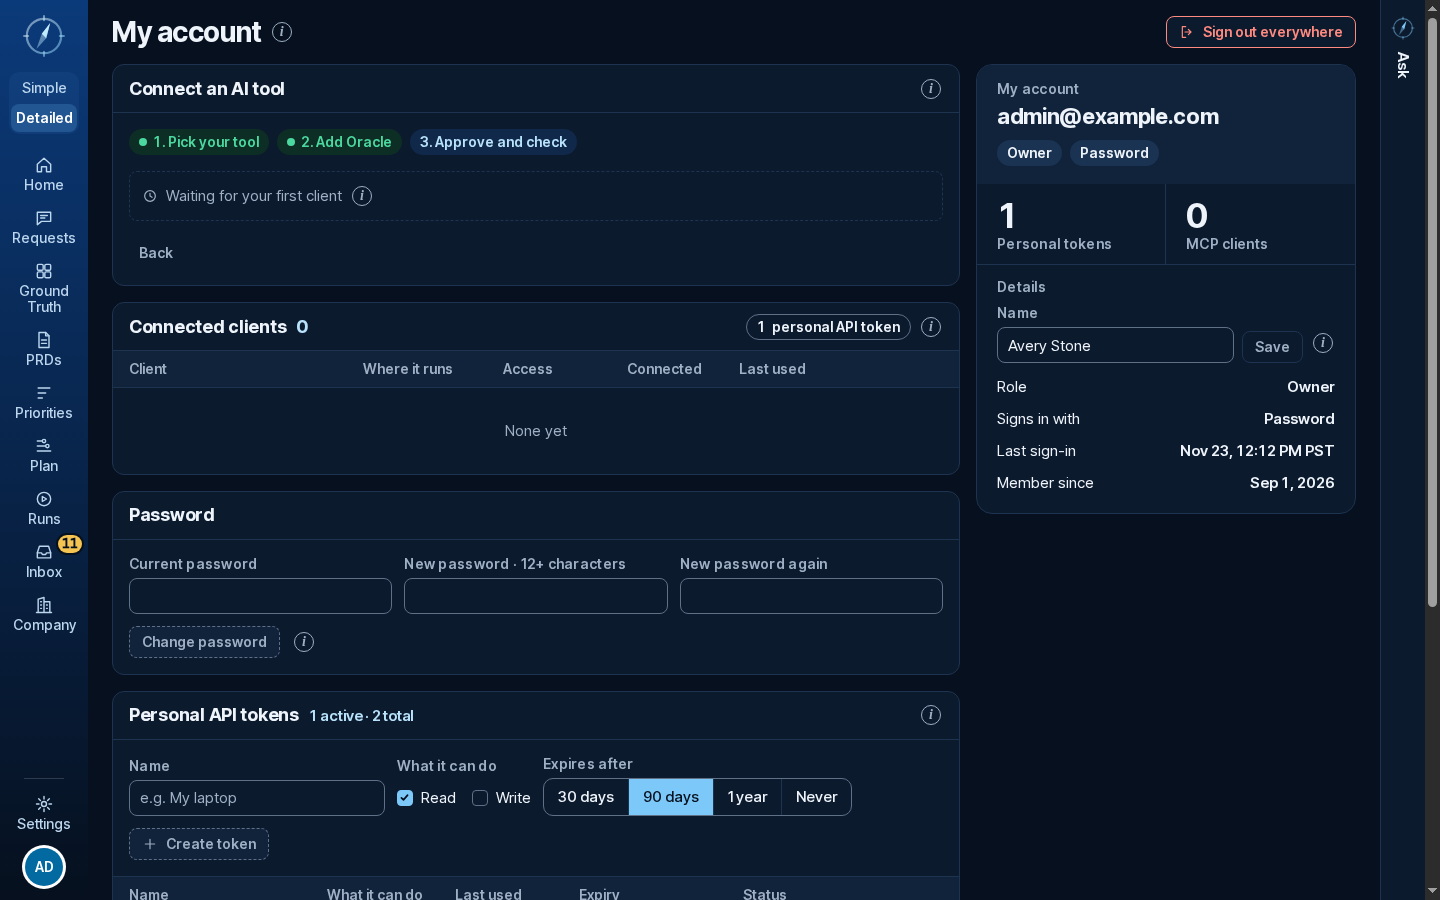 Simple
Detailed
Home
Requests
Ground
Truth
PRDs
Priorities
Plan
Runs
11
Inbox
Company
Settings
AD
My account
Sign out everywhere
Connect an AI tool
1. Pick your tool
2. Add Oracle
3. Approve and check
Waiting for your first client
Back
Connected clients 0
1 personal API token
Client Where it runs Access Connected Last used
None yet
Password
Current password
New password · 12+ characters
New password again
Change password
Personal API tokens 1 active · 2 total
Name
What it can do
Expires after
e.g. My laptop
Read
Write
30 days
90 days
1 year
Never
Create token
Name What it can do Last used Expiry Status
My account
admin@example.com
Owner
Password
1
Personal tokens
0
MCP clients
Details
Name
Avery Stone
Save
Role Owner
Signs in with Password
Last sign-in Nov 23, 12:12 PM PST
Member since Sep 1, 2026
Ask